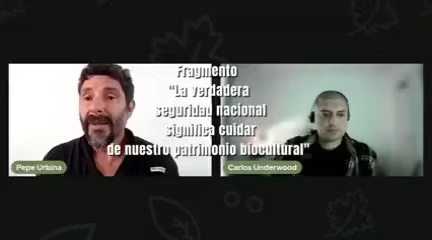 Fragmento
"La verdadera
seguridad nacional
significa cuidar
de nuestro patrimonio biocultural"
Pepe Urbina
Carlos Underwood